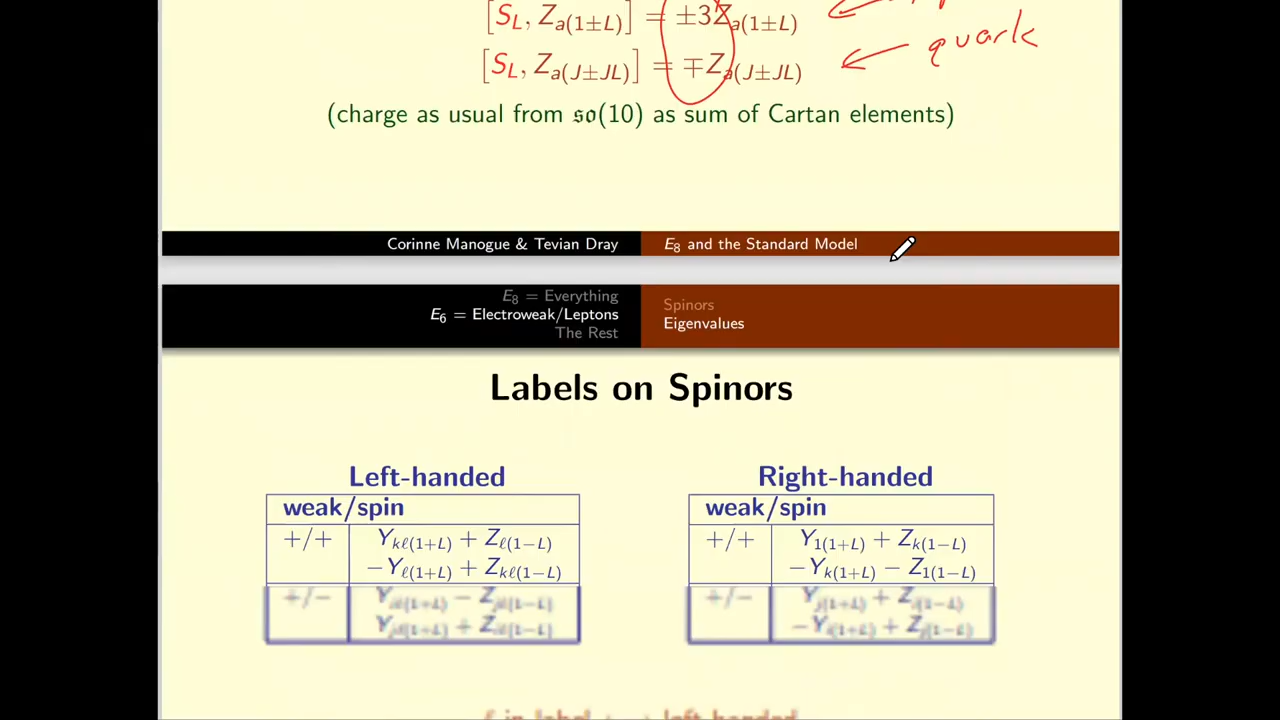 [S_L, Z_{a(1±L)}] = ±3Z_{a(1±L)}
[S_L, Z_{a(J±JL)}] = ∓Z_{a(J±JL)} quark
(charge as usual from 𝔰𝔬(10) as sum of Cartan elements)
Corinne Manogue & Tevian Dray E₈ and the Standard Model
E₈ = Everything
E₆ = Electroweak/Leptons
The Rest
Spinors
Eigenvalues
Labels on Spinors
Left-handed
weak/spin
+/+ Y_{kℓ(1+L)} + Z_{ℓ(1−L)}
−Y_{ℓ(1+L)} + Z_{kℓ(1−L)}
+/−
Right-handed
weak/spin
+/+ Y_{1(1+L)} + Z_{k(1−L)}
−Y_{k(1+L)} − Z_{1(1−L)}
+/−